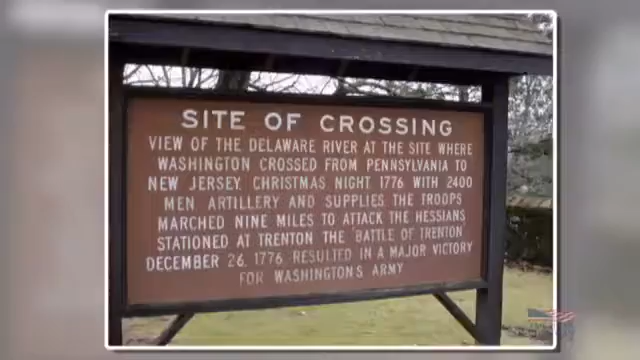 SITE OF CROSSING
VIEW OF THE DELAWARE RIVER AT THE SITE WHERE
WASHINGTON CROSSED FROM PENNSYLVANIA TO
NEW JERSEY. CHRISTMAS NIGHT 1776 WITH 2400
MEN ARTILLERY AND SUPPLIES THE TROOPS
MARCHED NINE MILES TO ATTACK THE HESSIANS
STATIONED AT TRENTON THE 'BATTLE OF TRENTON'
DECEMBER 26, 1776 RESULTED IN A MAJOR VICTORY
FOR WASHINGTON'S ARMY